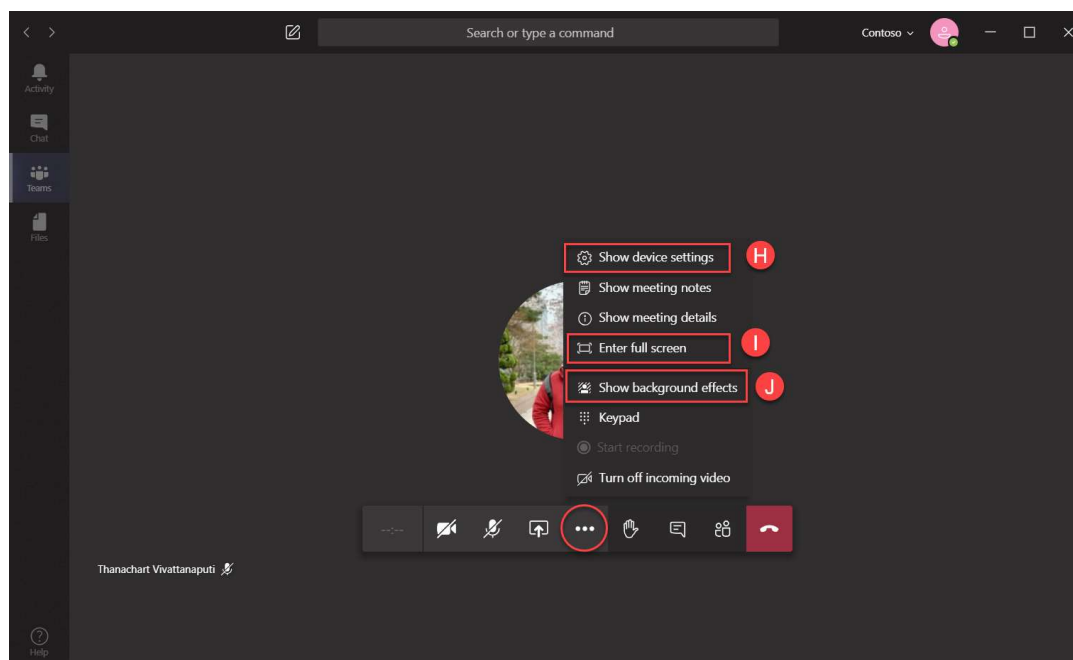 Search or type a command
Contoso
Activity
Chat
Teams
Files
Show device settings
H
Show meeting notes
Show meeting details
Enter full screen
I
Show background effects
J
Keypad
Start recording
Turn off incoming video
--:--
Thanachart Vivattanaputi
Help